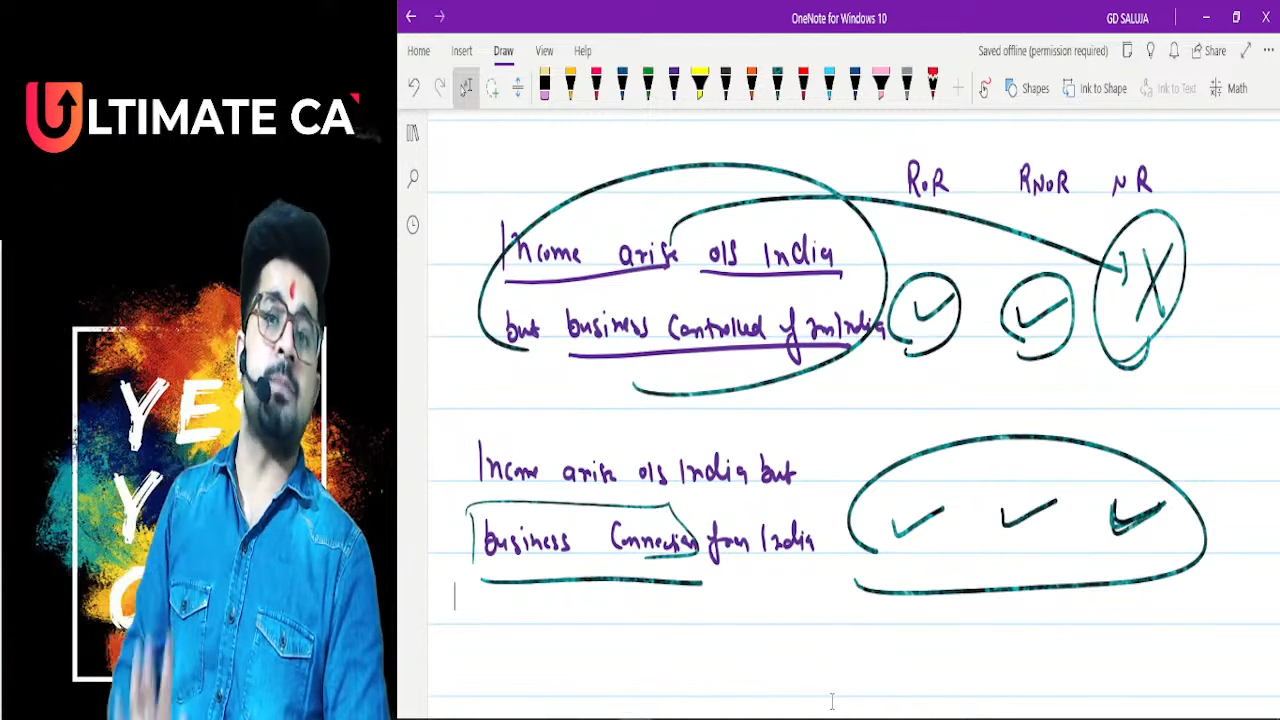 OneNote for Windows 10
GD SALUJA
Home Insert Draw View Help
Saved offline (permission required)
Share
Shapes
Ink to Shape
Ink to Text
Math
ULTIMATE CA
YE
Y
ROR RNOR NR
Income arise o/s India
but business Controlled from India
Income arise o/s India but
business Connection from India